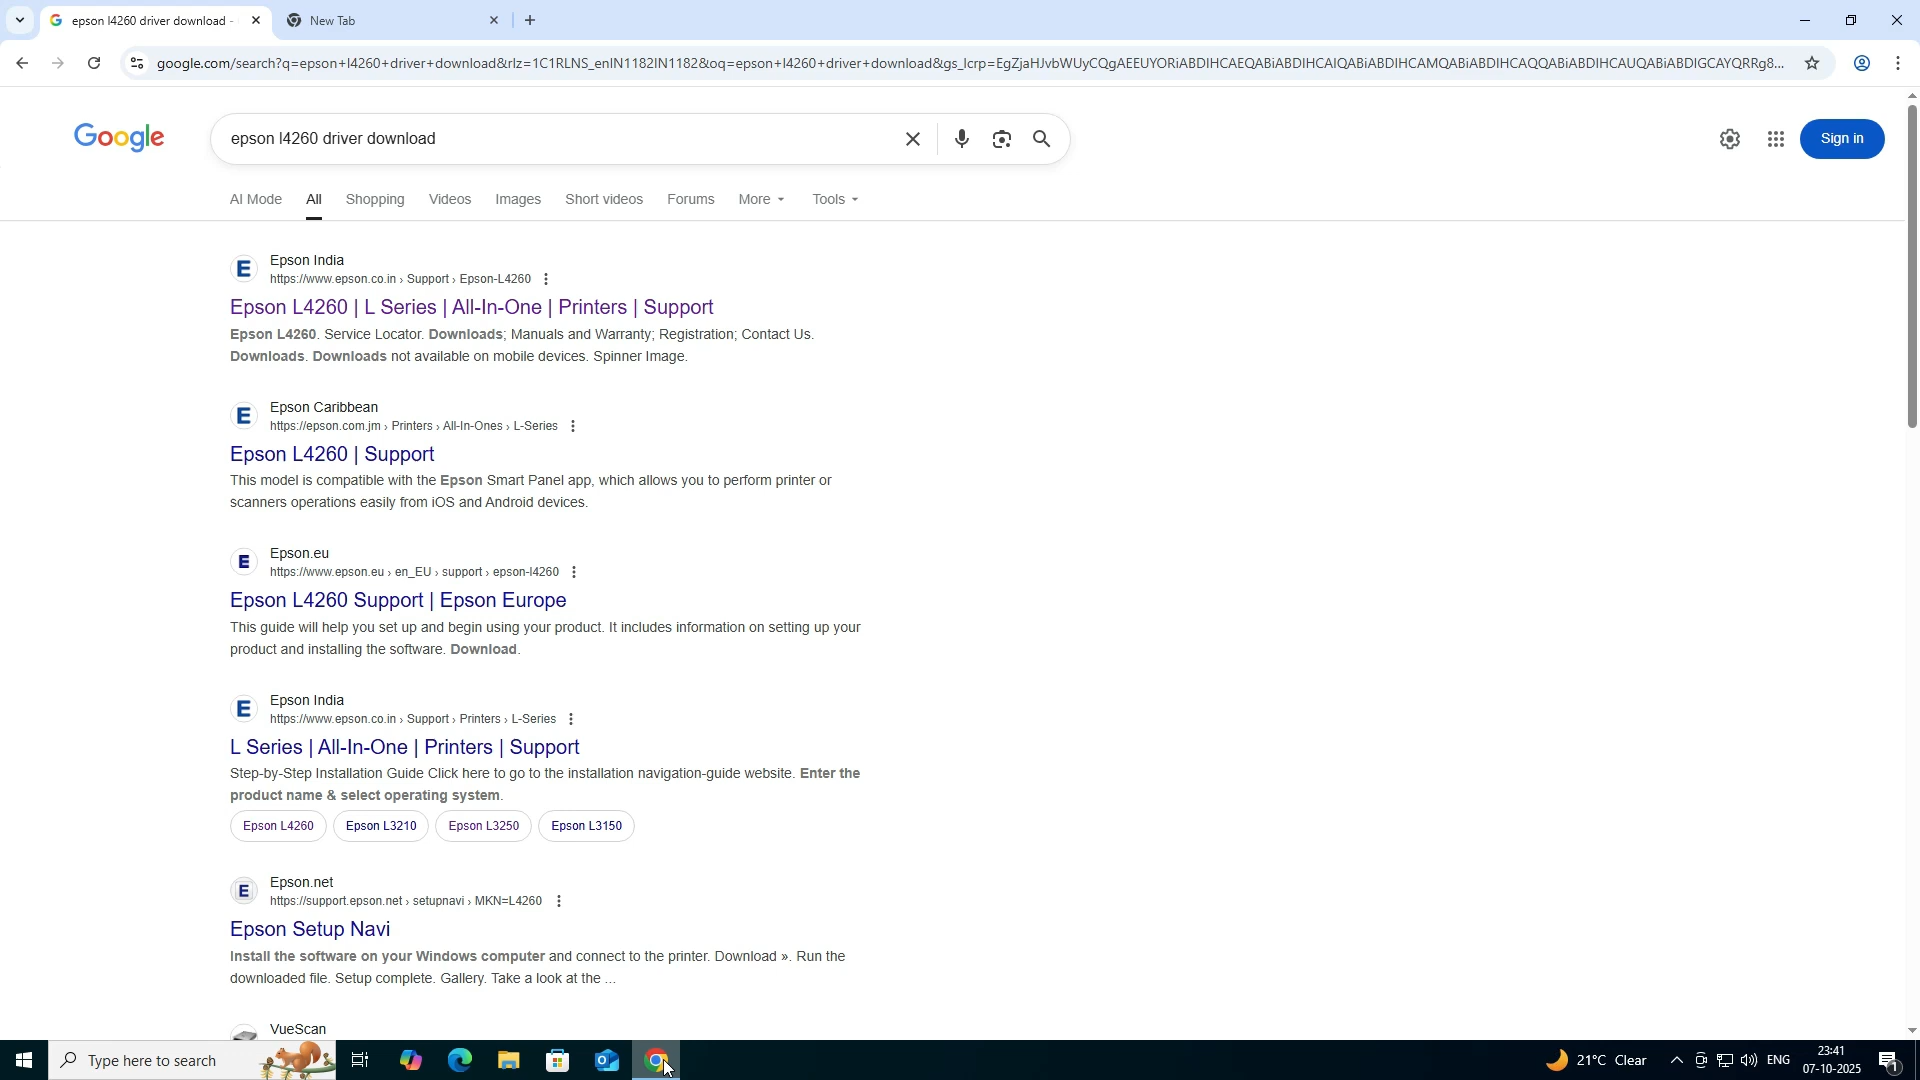 epson l4260 driver download -
New Tab
google.com/search?q=epson+l4260+driver+download&rlz=1C1RLNS_enIN1182IN1182&oq=epson+l4260+driver+download&gs_lcrp=EgZjaHJvbWUyCQgAEEUYORiABDIHCAEQABiABDIHCAIQABiABDIHCAMQABiABDIHCAQQABiABDIHCAUQABiABDIGCAYQRRg8...
Google
epson l4260 driver download
Sign in
AI Mode All Shopping Videos Images Short videos Forums More Tools
Epson India
https://www.epson.co.in › Support › Epson-L4260
Epson L4260 | L Series | All-In-One | Printers | Support
Epson L4260. Service Locator. Downloads; Manuals and Warranty; Registration; Contact Us.
Downloads. Downloads not available on mobile devices. Spinner Image.
Epson Caribbean
https://epson.com.jm › Printers › All-In-Ones › L-Series
Epson L4260 | Support
This model is compatible with the Epson Smart Panel app, which allows you to perform printer or
scanners operations easily from iOS and Android devices.
Epson.eu
https://www.epson.eu › en_EU › support › epson-l4260
Epson L4260 Support | Epson Europe
This guide will help you set up and begin using your product. It includes information on setting up your
product and installing the software. Download.
Epson India
https://www.epson.co.in › Support › Printers › L-Series
L Series | All-In-One | Printers | Support
Step-by-Step Installation Guide Click here to go to the installation navigation-guide website. Enter the
product name & select operating system.
Epson L4260 Epson L3210 Epson L3250 Epson L3150
Epson.net
https://support.epson.net › setupnavi › MKN=L4260
Epson Setup Navi
Install the software on your Windows computer and connect to the printer. Download ». Run the
downloaded file. Setup complete. Gallery. Take a look at the ...
VueScan
Type here to search
21°C Clear
ENG
23:41
07-10-2025
1